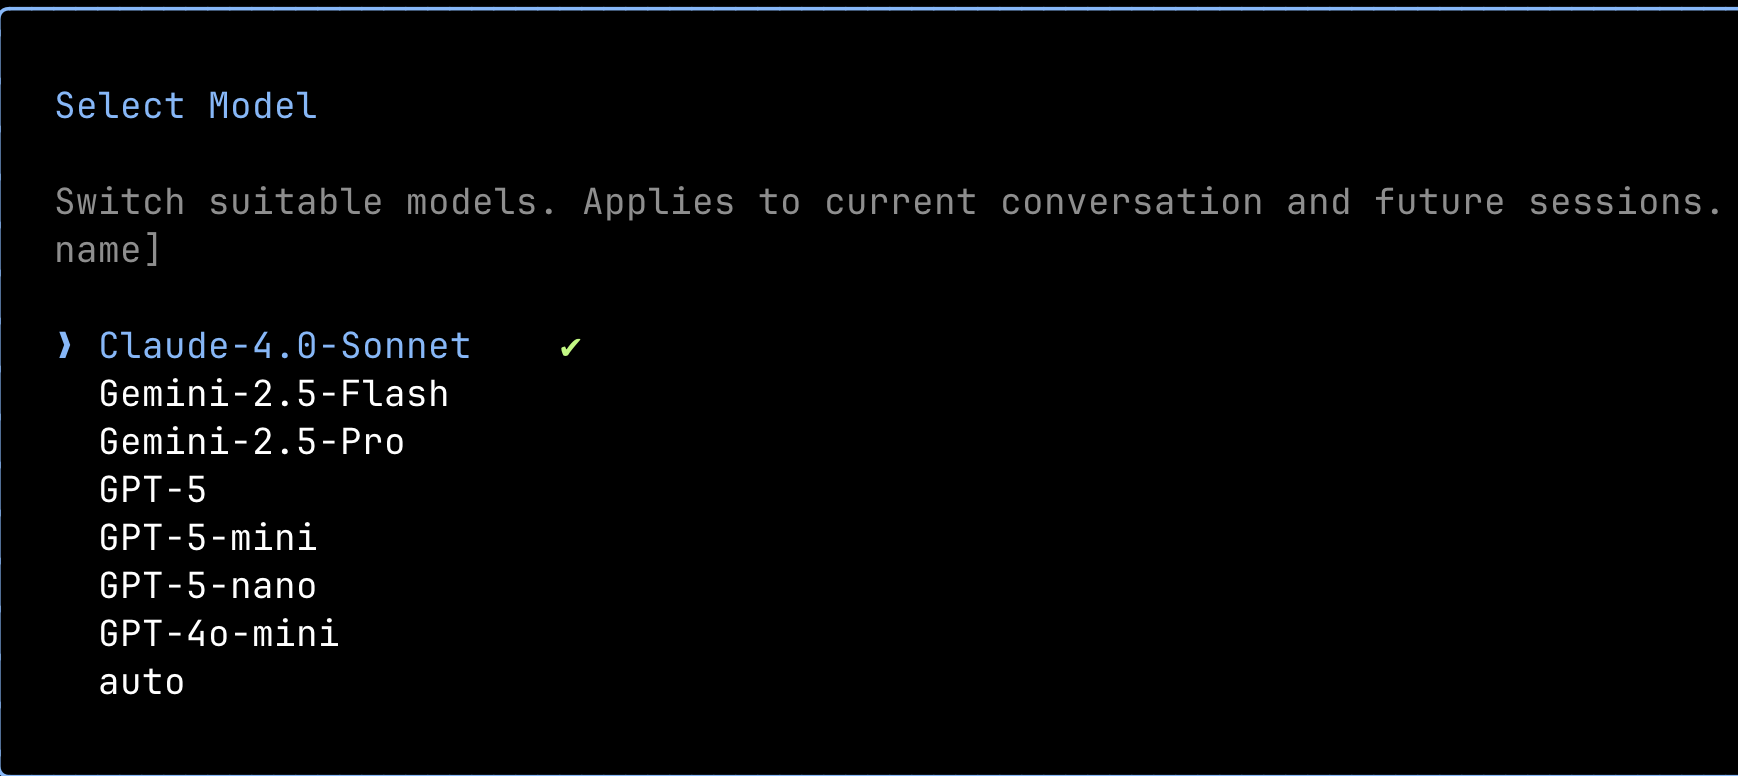 Select Model
Switch suitable models. Applies to current conversation and future sessions.
name]
❱ Claude-4.0-Sonnet ✔
Gemini-2.5-Flash
Gemini-2.5-Pro
GPT-5
GPT-5-mini
GPT-5-nano
GPT-4o-mini
auto